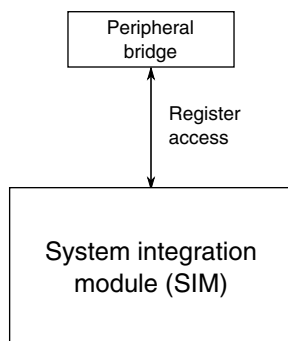 Peripheral
bridge
Register
access
System integration
module (SIM)